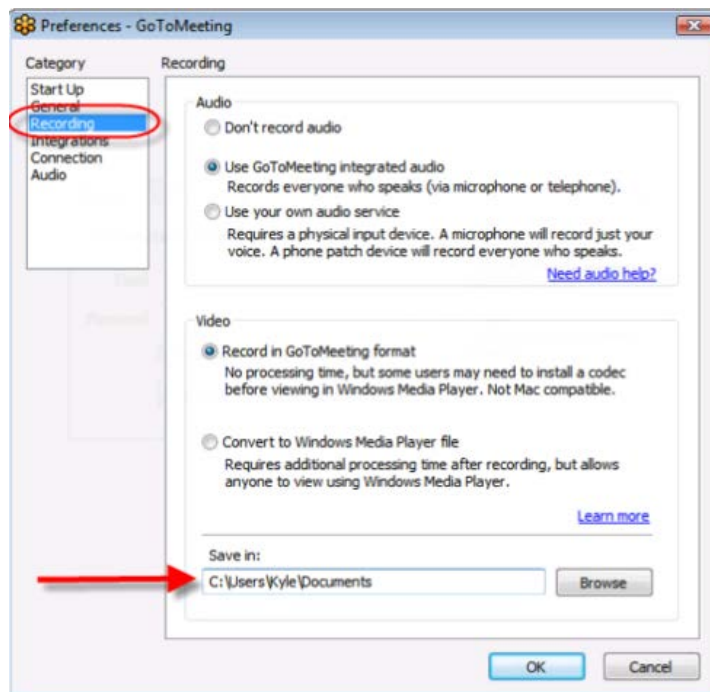 Preferences - GoToMeeting
Category
Recording
Start Up
General
Recording
Integrations
Connection
Audio
Audio
Don't record audio
Use GoToMeeting integrated audio
Records everyone who speaks (via microphone or telephone).
Use your own audio service
Requires a physical input device. A microphone will record just your
voice. A phone patch device will record everyone who speaks.
Need audio help?
Video
Record in GoToMeeting format
No processing time, but some users may need to install a codec
before viewing in Windows Media Player. Not Mac compatible.
Convert to Windows Media Player file
Requires additional processing time after recording, but allows
anyone to view using Windows Media Player.
Learn more
Save in:
C:\Users\Kyle\Documents
Browse
OK
Cancel